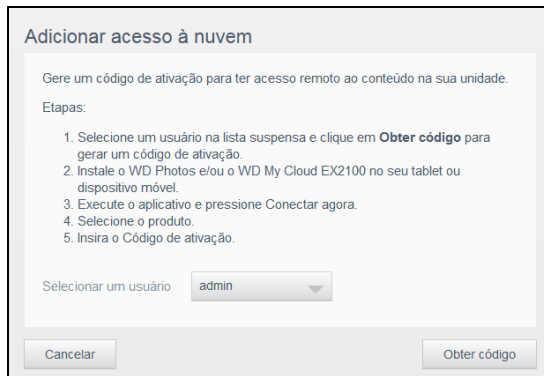 Adicionar acesso à nuvem
Gere um código de ativação para ter acesso remoto ao conteúdo na sua unidade.
Etapas:
1. Selecione um usuário na lista suspensa e clique em Obter código para
gerar um código de ativação.
2. Instale o WD Photos e/ou o WD My Cloud EX2100 no seu tablet ou
dispositivo móvel.
3. Execute o aplicativo e pressione Conectar agora.
4. Selecione o produto.
5. Insira o Código de ativação.
Selecionar um usuário admin
Cancelar Obter código